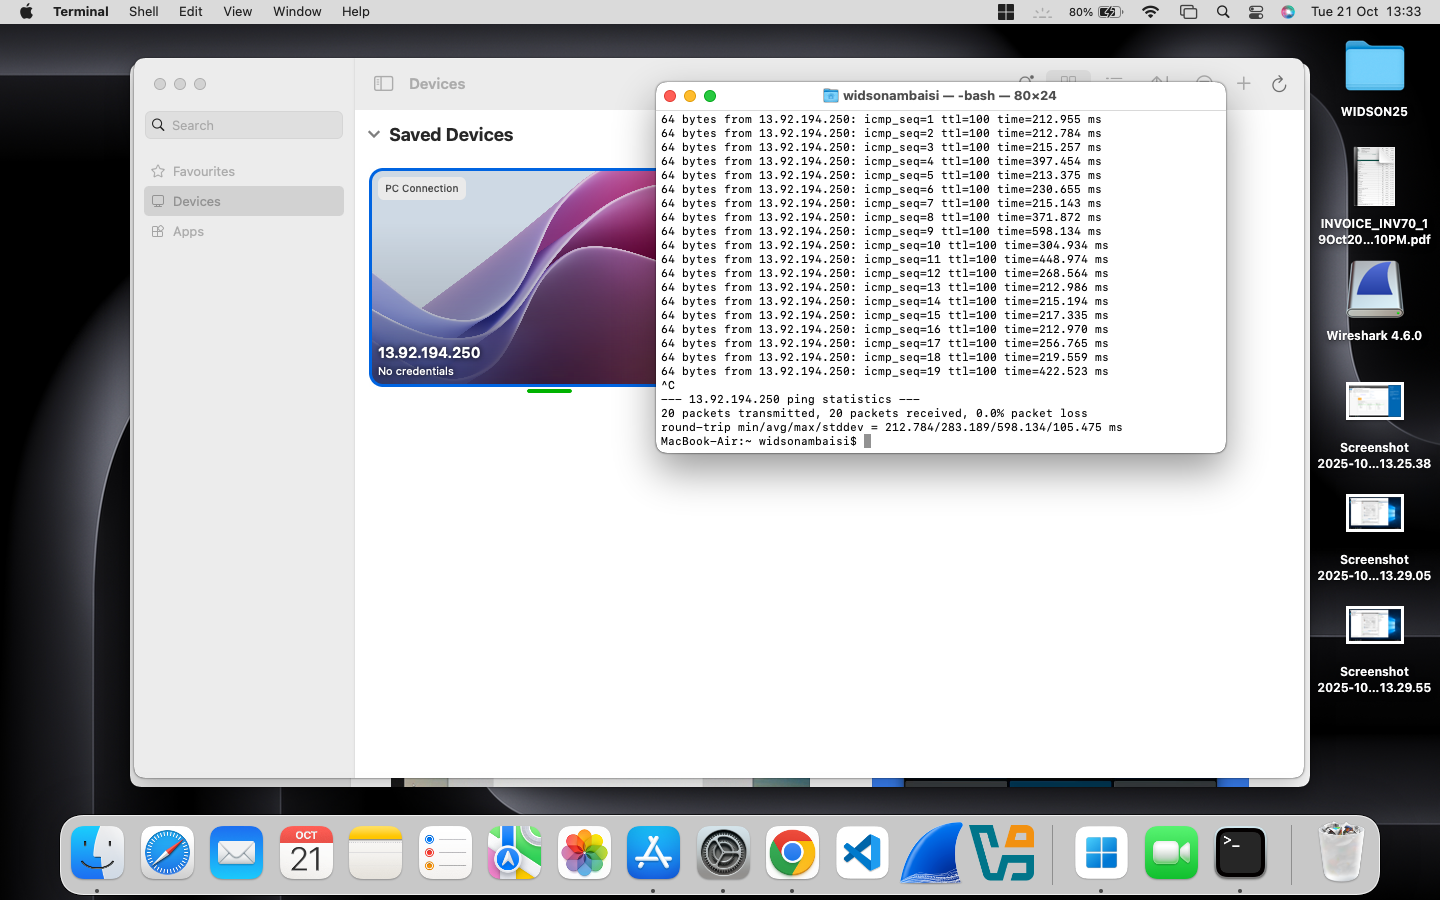 Terminal Shell Edit View Window Help 80% Tue 21 Oct 13:33
Devices
Search
Favourites
Devices
Apps
Saved Devices
PC Connection
13.92.194.250
No credentials
widsonambaisi — -bash — 80×24
64 bytes from 13.92.194.250: icmp_seq=1 ttl=100 time=212.955 ms
64 bytes from 13.92.194.250: icmp_seq=2 ttl=100 time=212.784 ms
64 bytes from 13.92.194.250: icmp_seq=3 ttl=100 time=215.257 ms
64 bytes from 13.92.194.250: icmp_seq=4 ttl=100 time=397.454 ms
64 bytes from 13.92.194.250: icmp_seq=5 ttl=100 time=213.375 ms
64 bytes from 13.92.194.250: icmp_seq=6 ttl=100 time=230.655 ms
64 bytes from 13.92.194.250: icmp_seq=7 ttl=100 time=215.143 ms
64 bytes from 13.92.194.250: icmp_seq=8 ttl=100 time=371.872 ms
64 bytes from 13.92.194.250: icmp_seq=9 ttl=100 time=598.134 ms
64 bytes from 13.92.194.250: icmp_seq=10 ttl=100 time=304.934 ms
64 bytes from 13.92.194.250: icmp_seq=11 ttl=100 time=448.974 ms
64 bytes from 13.92.194.250: icmp_seq=12 ttl=100 time=268.564 ms
64 bytes from 13.92.194.250: icmp_seq=13 ttl=100 time=212.986 ms
64 bytes from 13.92.194.250: icmp_seq=14 ttl=100 time=215.194 ms
64 bytes from 13.92.194.250: icmp_seq=15 ttl=100 time=217.335 ms
64 bytes from 13.92.194.250: icmp_seq=16 ttl=100 time=212.970 ms
64 bytes from 13.92.194.250: icmp_seq=17 ttl=100 time=256.765 ms
64 bytes from 13.92.194.250: icmp_seq=18 ttl=100 time=219.559 ms
64 bytes from 13.92.194.250: icmp_seq=19 ttl=100 time=422.523 ms
^C
--- 13.92.194.250 ping statistics ---
20 packets transmitted, 20 packets received, 0.0% packet loss
round-trip min/avg/max/stddev = 212.784/283.189/598.134/105.475 ms
MacBook-Air:~ widsonambaisi$
WIDSON25
INVOICE_INV70_1
9Oct20...10PM.pdf
Wireshark 4.6.0
Screenshot
2025-10...13.25.38
Screenshot
2025-10...13.29.05
Screenshot
2025-10...13.29.55
OCT
21
>_